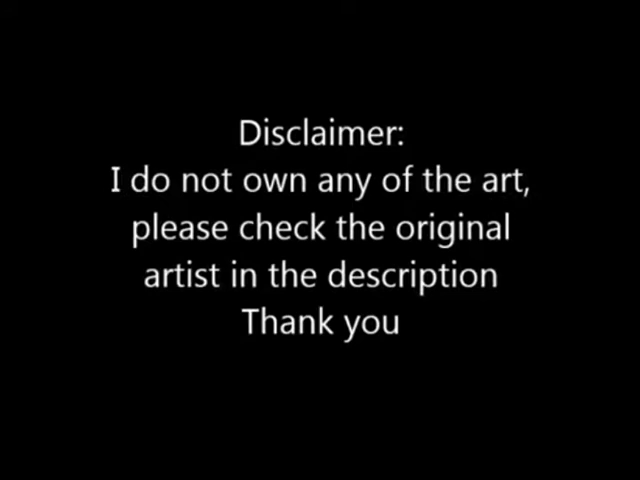 Disclaimer:
I do not own any of the art,
please check the original
artist in the description
Thank you